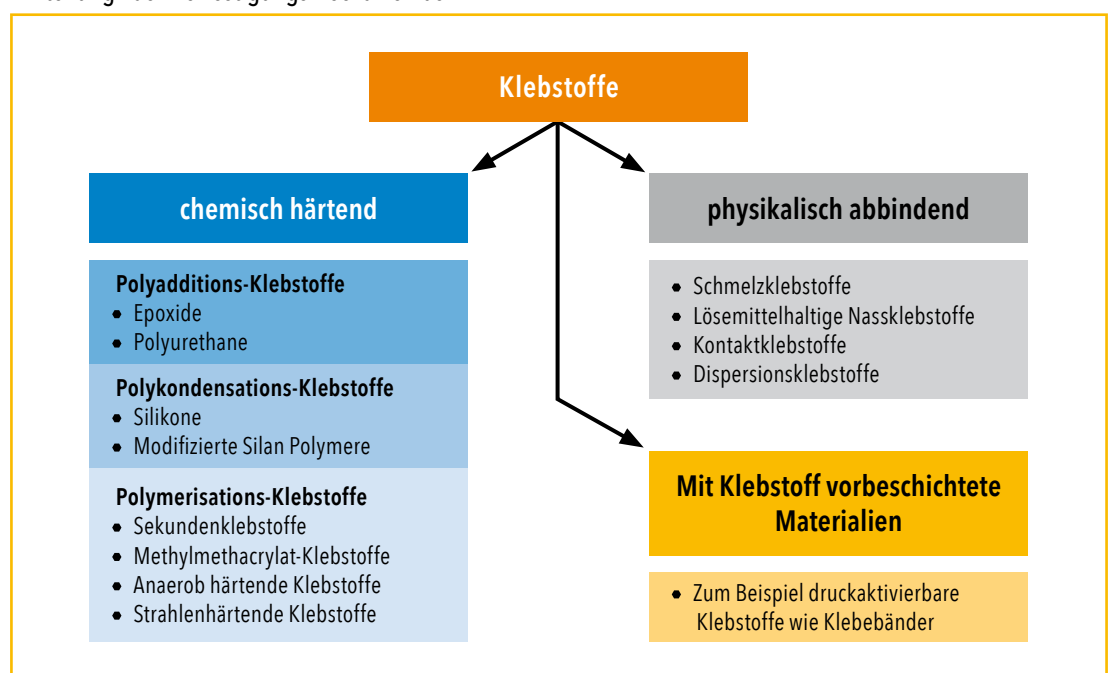 Klebstoffe
chemisch härtend
Polyadditions-Klebstoffe
• Epoxide
• Polyurethane
Polykondensations-Klebstoffe
• Silikone
• Modifizierte Silan Polymere
Polymerisations-Klebstoffe
• Sekundenklebstoffe
• Methylmethacrylat-Klebstoffe
• Anaerob härtende Klebstoffe
• Strahlenhärtende Klebstoffe
physikalisch abbindend
• Schmelzklebstoffe
• Lösemittelhaltige Nassklebstoffe
• Kontaktklebstoffe
• Dispersionsklebstoffe
Mit Klebstoff vorbeschichtete
Materialien
• Zum Beispiel druckaktivierbare
Klebstoffe wie Klebebänder